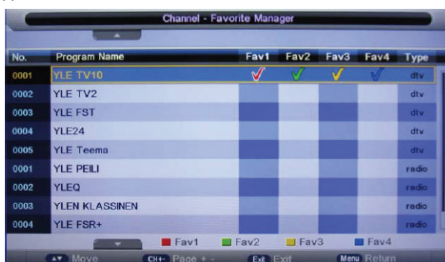 Channel - Favorite Manager
No. Program Name Fav1 Fav2 Fav3 Fav4 Type
0001 YLE TV10 dtv
0002 YLE TV2 dtv
0003 YLE FST dtv
0004 YLE24 dtv
0005 YLE Teema dtv
0001 YLE PEILI radio
0002 YLEQ radio
0003 YLEN KLASSINEN radio
0004 YLE FSR+ radio
Fav1 Fav2 Fav3 Fav4
Move CH+- Page + - Exit Exit Menu Return